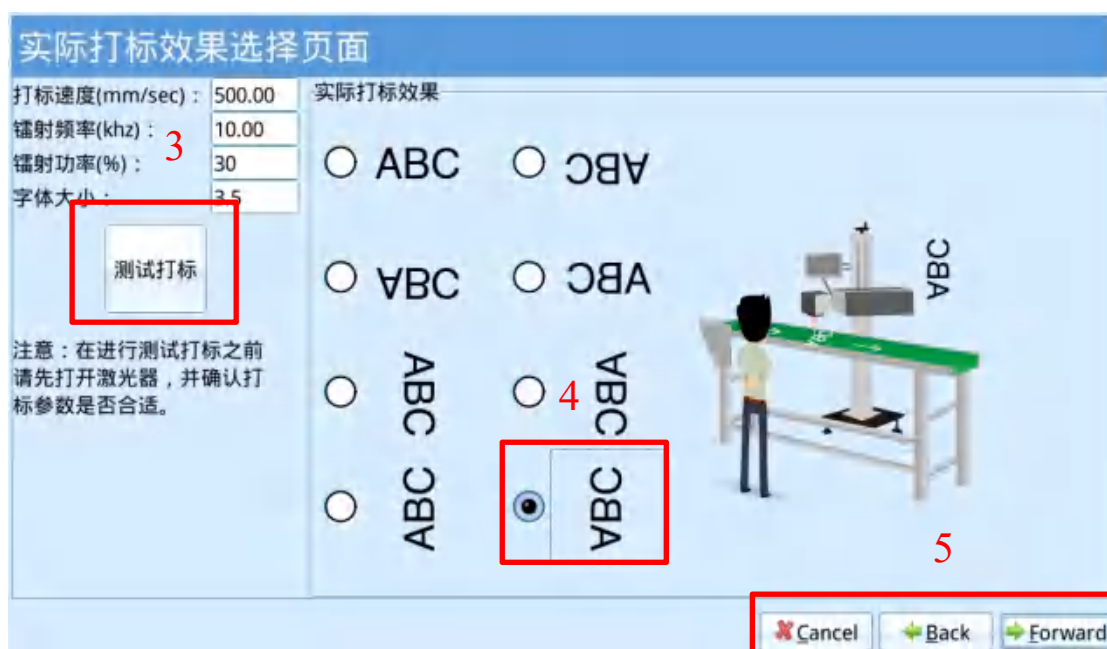 实际打标效果选择页面
打标速度(mm/sec)： 500.00
镭射频率(khz)： 10.00
3
镭射功率(%)： 30
字体大小： 3.5
测试打标
注意：在进行测试打标之前
请先打开激光器，并确认打
标参数是否合适。
实际打标效果
ABC ABC
ABC ABC
ABC ABC
4
ABC ABC
ABC
ABC
5
Cancel Back Forward